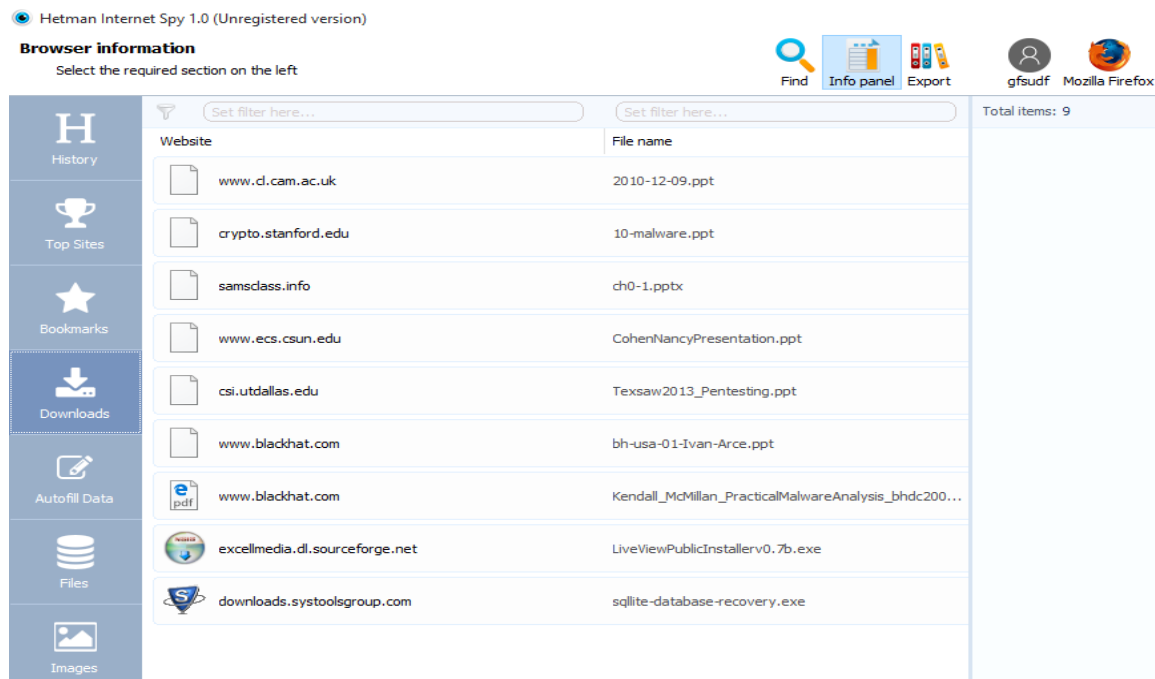 Hetman Internet Spy 1.0 (Unregistered version)
Browser information
Select the required section on the left
Find
Info panel
Export
gfsudf
Mozilla Firefox
H
History
Top Sites
Bookmarks
Downloads
Autofill Data
Files
Images
Set filter here... Set filter here...
Total items: 9
Website File name
www.cl.cam.ac.uk 2010-12-09.ppt
crypto.stanford.edu 10-malware.ppt
samsclass.info ch0-1.pptx
www.ecs.csun.edu CohenNancyPresentation.ppt
csi.utdallas.edu Texsaw2013_Pentesting.ppt
www.blackhat.com bh-usa-01-Ivan-Arce.ppt
e pdf www.blackhat.com Kendall_McMillan_PracticalMalwareAnalysis_bhdc200...
excellmedia.dl.sourceforge.net LiveViewPublicInstallerv0.7b.exe
S downloads.systoolsgroup.com sqllite-database-recovery.exe